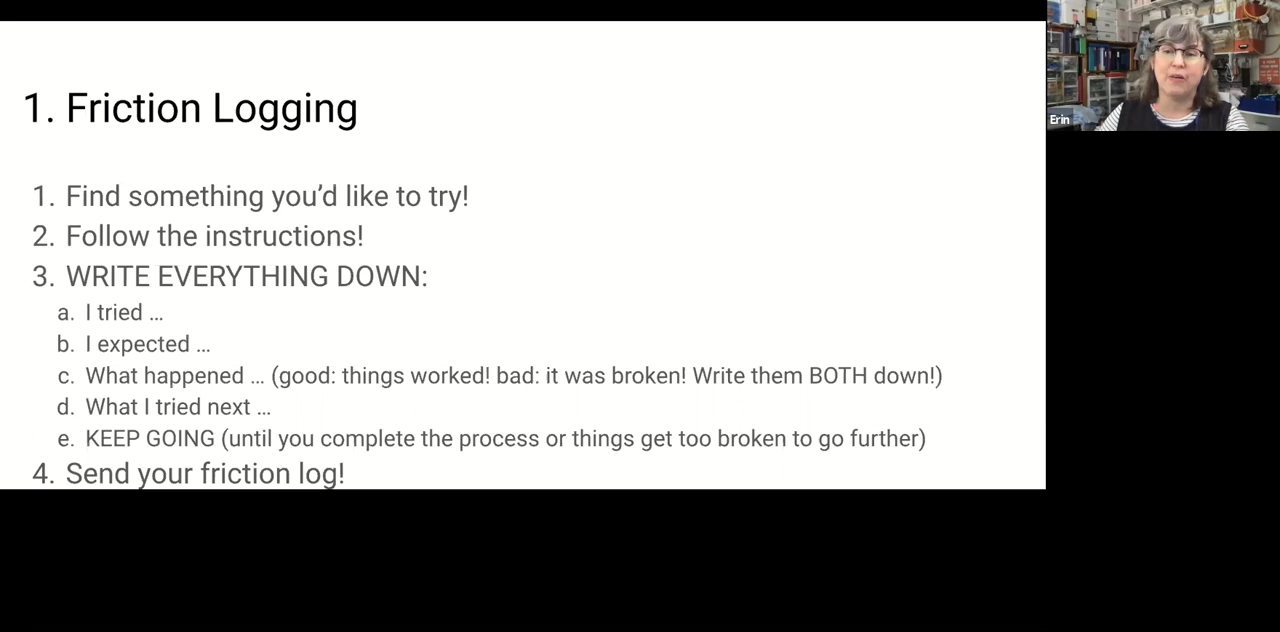 1. Friction Logging
1. Find something you’d like to try!
2. Follow the instructions!
3. WRITE EVERYTHING DOWN:
a. I tried ...
b. I expected ...
c. What happened ... (good: things worked! bad: it was broken! Write them BOTH down!)
d. What I tried next ...
e. KEEP GOING (until you complete the process or things get too broken to go further)
4. Send your friction log!
Erin